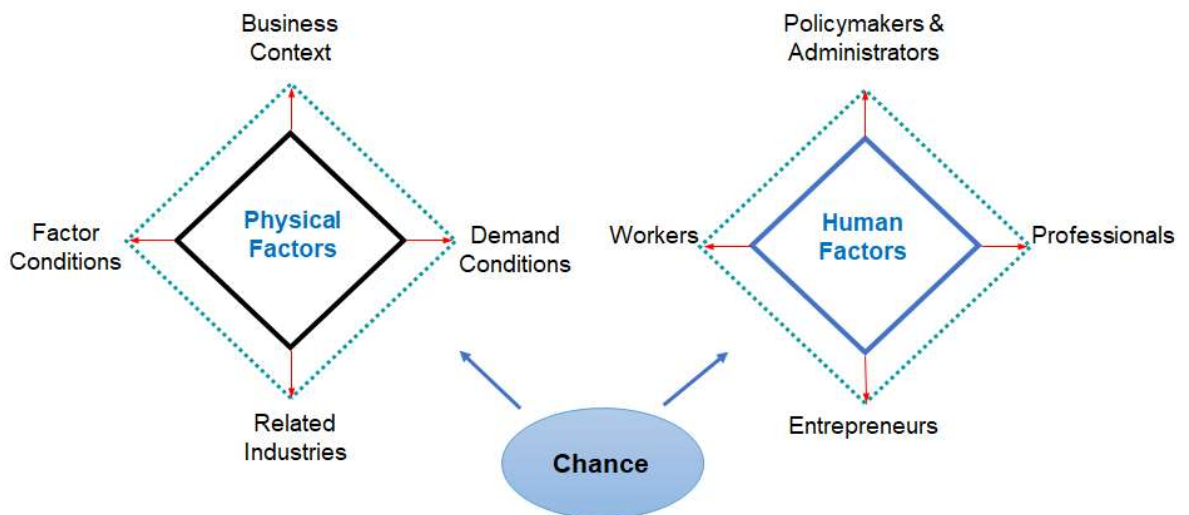 Business
Context
Physical
Factors
Factor
Conditions
Demand
Conditions
Related
Industries
Policymakers &
Administrators
Workers
Human
Factors
Professionals
Entrepreneurs
Chance